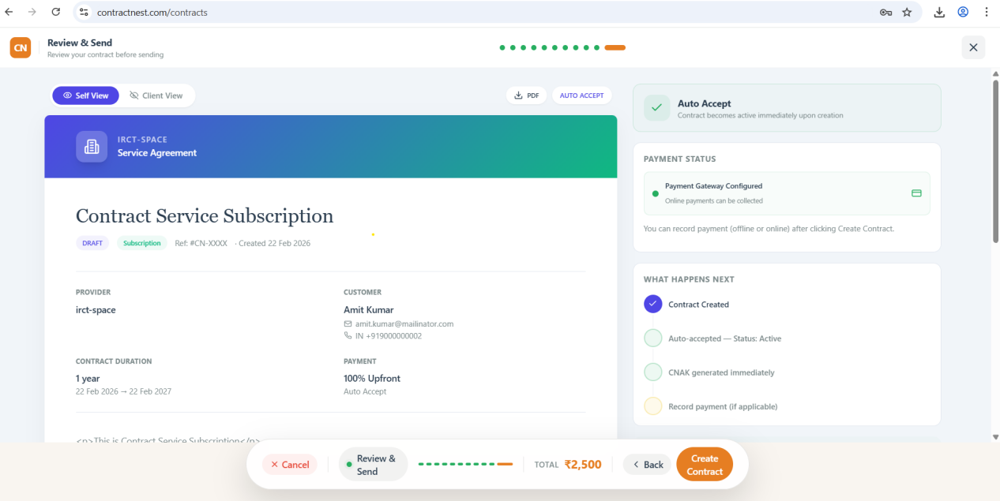 contractnest.com/contracts
CN
Review & Send
Review your contract before sending
Self View
Client View
PDF
AUTO ACCEPT
IRCT-SPACE
Service Agreement
Contract Service Subscription
DRAFT
Subscription
Ref: #CN-XXXX
· Created 22 Feb 2026
PROVIDER
irct-space
CUSTOMER
Amit Kumar
amit.kumar@mailinator.com
IN +919000000002
CONTRACT DURATION
1 year
22 Feb 2026 → 22 Feb 2027
PAYMENT
100% Upfront
Auto Accept
<p>This is Contract Service Subscription</p>
Auto Accept
Contract becomes active immediately upon creation
PAYMENT STATUS
Payment Gateway Configured
Online payments can be collected
You can record payment (offline or online) after clicking Create Contract.
WHAT HAPPENS NEXT
Contract Created
Auto-accepted — Status: Active
CNAK generated immediately
Record payment (if applicable)
Cancel
Review &
Send
TOTAL ₹2,500
Back
Create
Contract